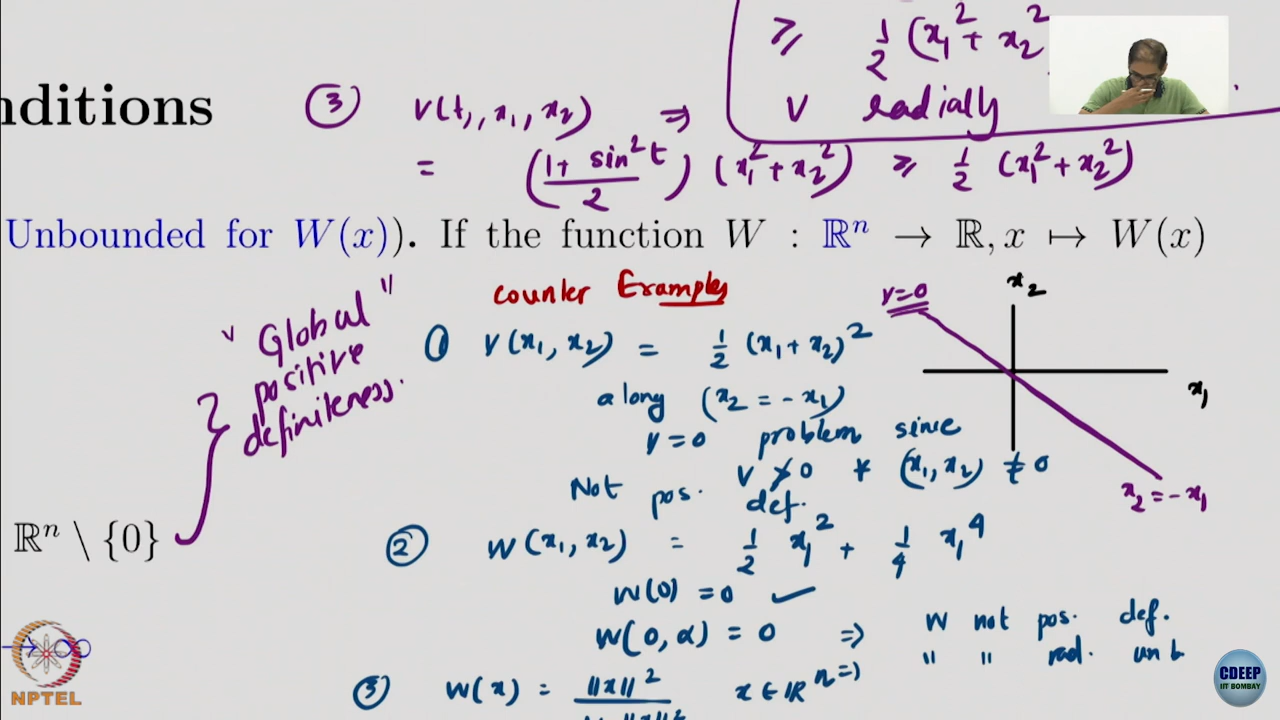 ≥ 1/2 (x₁² + x₂²
V radially
nditions
③ V(t, x₁, x₂) ⇒
= (1 + sin²t / 2) (x₁² + x₂²) ≥ 1/2 (x₁² + x₂²)
Unbounded for W(x)). If the function W : ℝⁿ → ℝ, x ↦ W(x)
"Global"
positive
definiteness.
counter Examples
① V(x₁, x₂) = 1/2 (x₁ + x₂)²
along (x₂ = -x₁)
V=0 problem since
V ≯ 0 ∀ (x₁, x₂) ≠ 0
Not pos. def.
V=0
x₂
x₁
x₂ = -x₁
ℝⁿ \ {0}
② W(x₁, x₂) = 1/2 x₁² + 1/4 x₁⁴
W(0) = 0 ✓
W(0, α) = 0 ⇒ W not pos. def.
" " rad. unb
→∞
③ W(x) = ||x||² x ∈ ℝⁿ ⇒
NPTEL
CDEEP
IIT BOMBAY